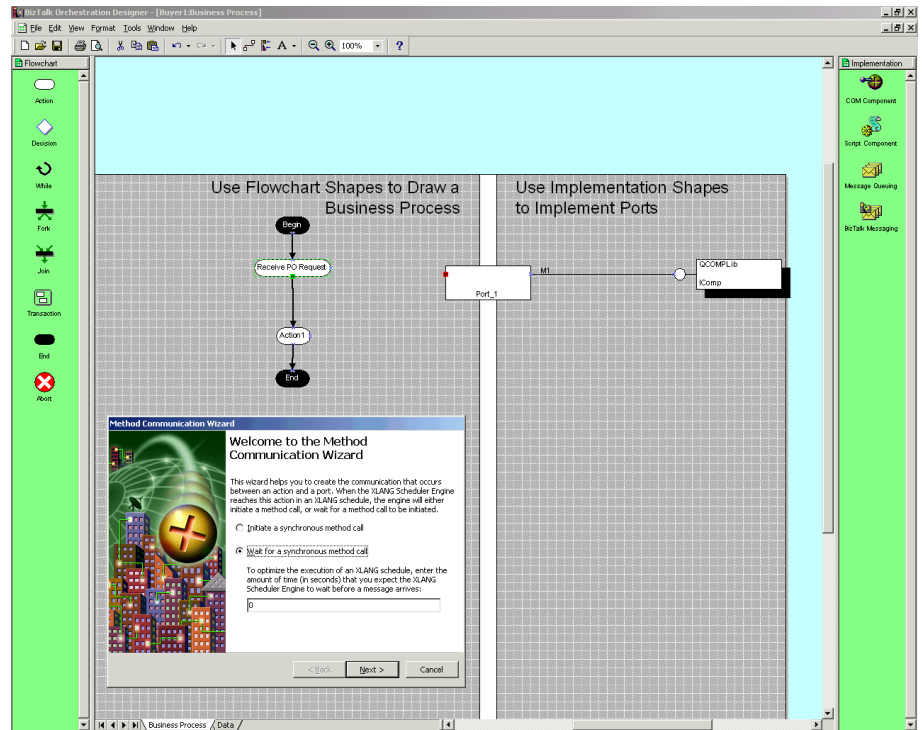 BizTalk Orchestration Designer - [Buyer1:Business Process]
File Edit View Format Tools Window Help
100%
Flowchart
Action
Decision
While
Fork
Join
Transaction
End
Abort
Use Flowchart Shapes to Draw a
Business Process
Begin
Receive PO Request
Action1
End
Use Implementation Shapes
to Implement Ports
Port_1
M1
QCOMPLib
IComp
Implementation
COM Component
Script Component
Message Queuing
BizTalk Messaging
Method Communication Wizard
Welcome to the Method
Communication Wizard
This wizard helps you to create the communication that occurs
between an action and a port. When the XLANG Scheduler Engine
reaches this action in an XLANG schedule, the engine will either
initiate a method call, or wait for a method call to be initiated.
Initiate a synchronous method call
Wait for a synchronous method call
To optimize the execution of an XLANG schedule, enter the
amount of time (in seconds) that you expect the XLANG
Scheduler Engine to wait before a message arrives:
0
< Back Next > Cancel
Business Process Data